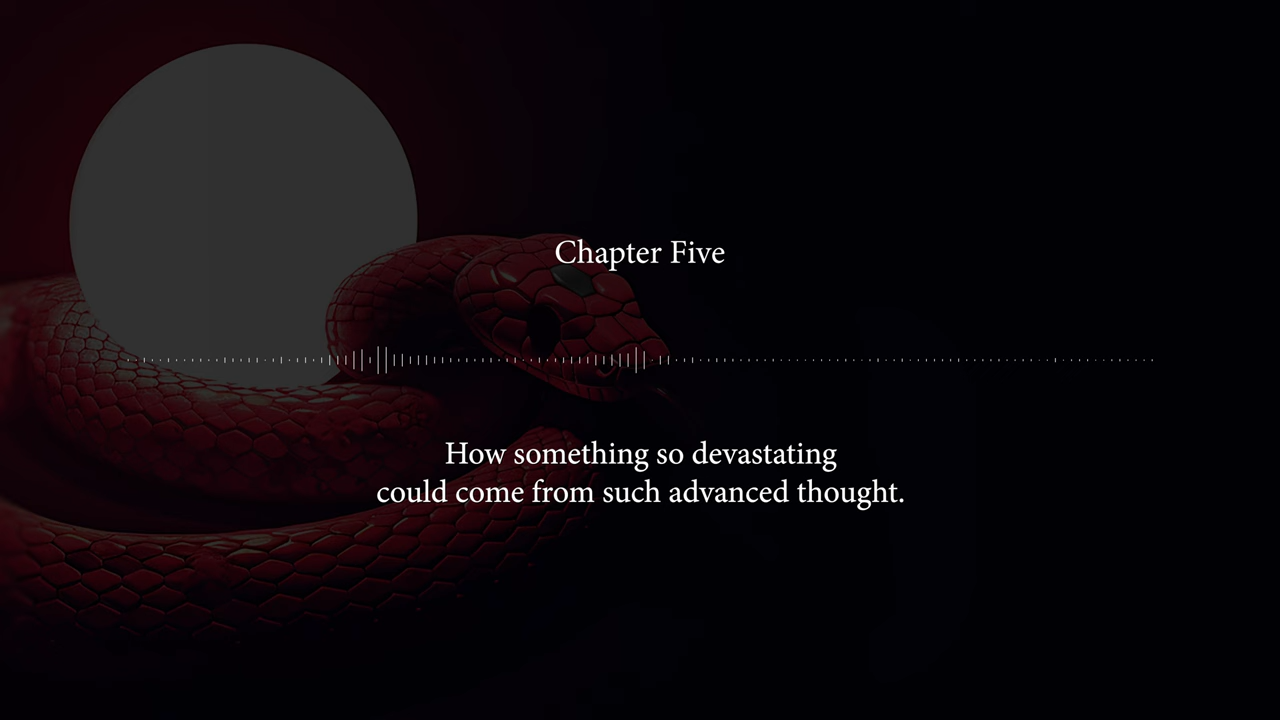 Chapter Five
How something so devastating
could come from such advanced thought.